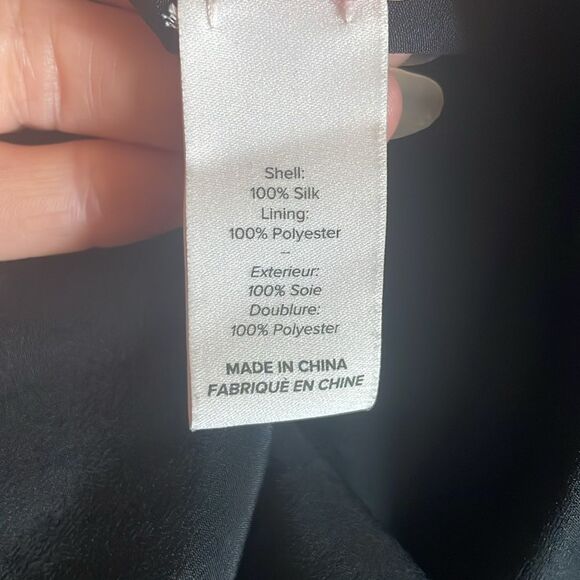 Shell:
100% Silk
Lining:
100% Polyester
--
Exterieur:
100% Soie
Doublure:
100% Polyester
MADE IN CHINA
FABRIQUÈ EN CHINE